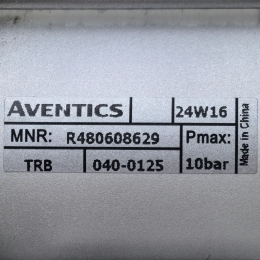 AVENTICS 24W16
MNR: R480608629 Pmax:
TRB 040-0125 10bar
Made in China